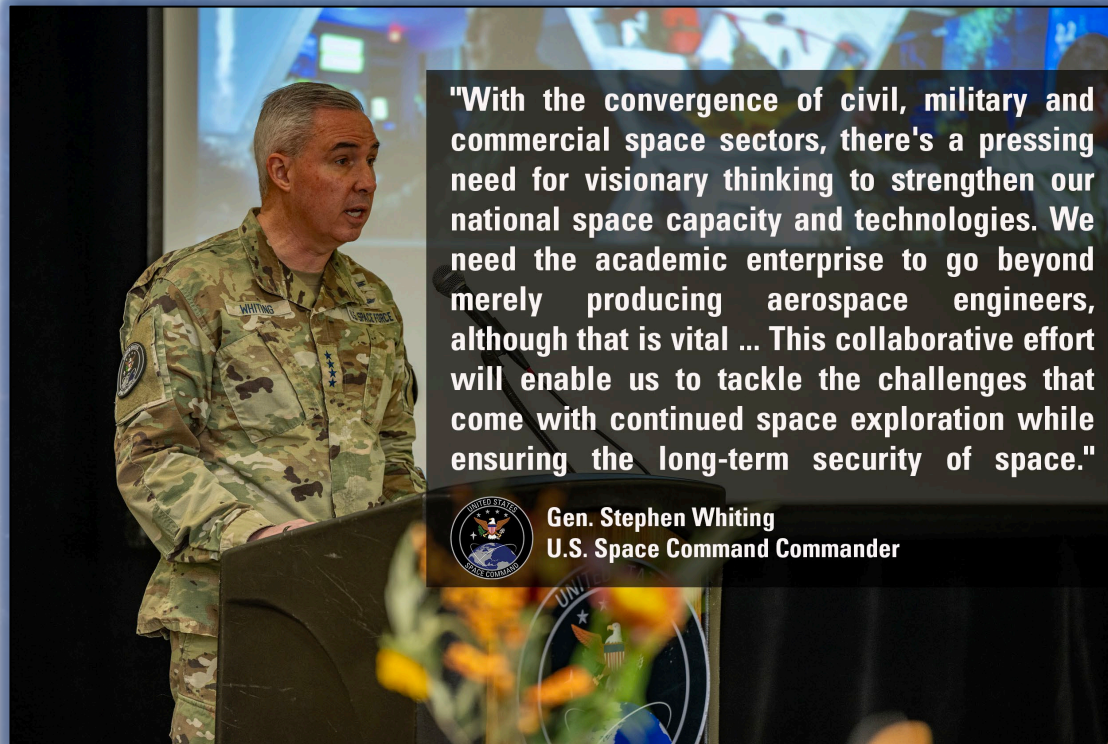 "With the convergence of civil, military and
commercial space sectors, there's a pressing
need for visionary thinking to strengthen our
national space capacity and technologies. We
need the academic enterprise to go beyond
merely producing aerospace engineers,
although that is vital ... This collaborative effort
will enable us to tackle the challenges that
come with continued space exploration while
ensuring the long-term security of space."
UNITED STATES
SPACE COMMAND
Gen. Stephen Whiting
U.S. Space Command Commander
WHITING
U.S. SPACE FORCE